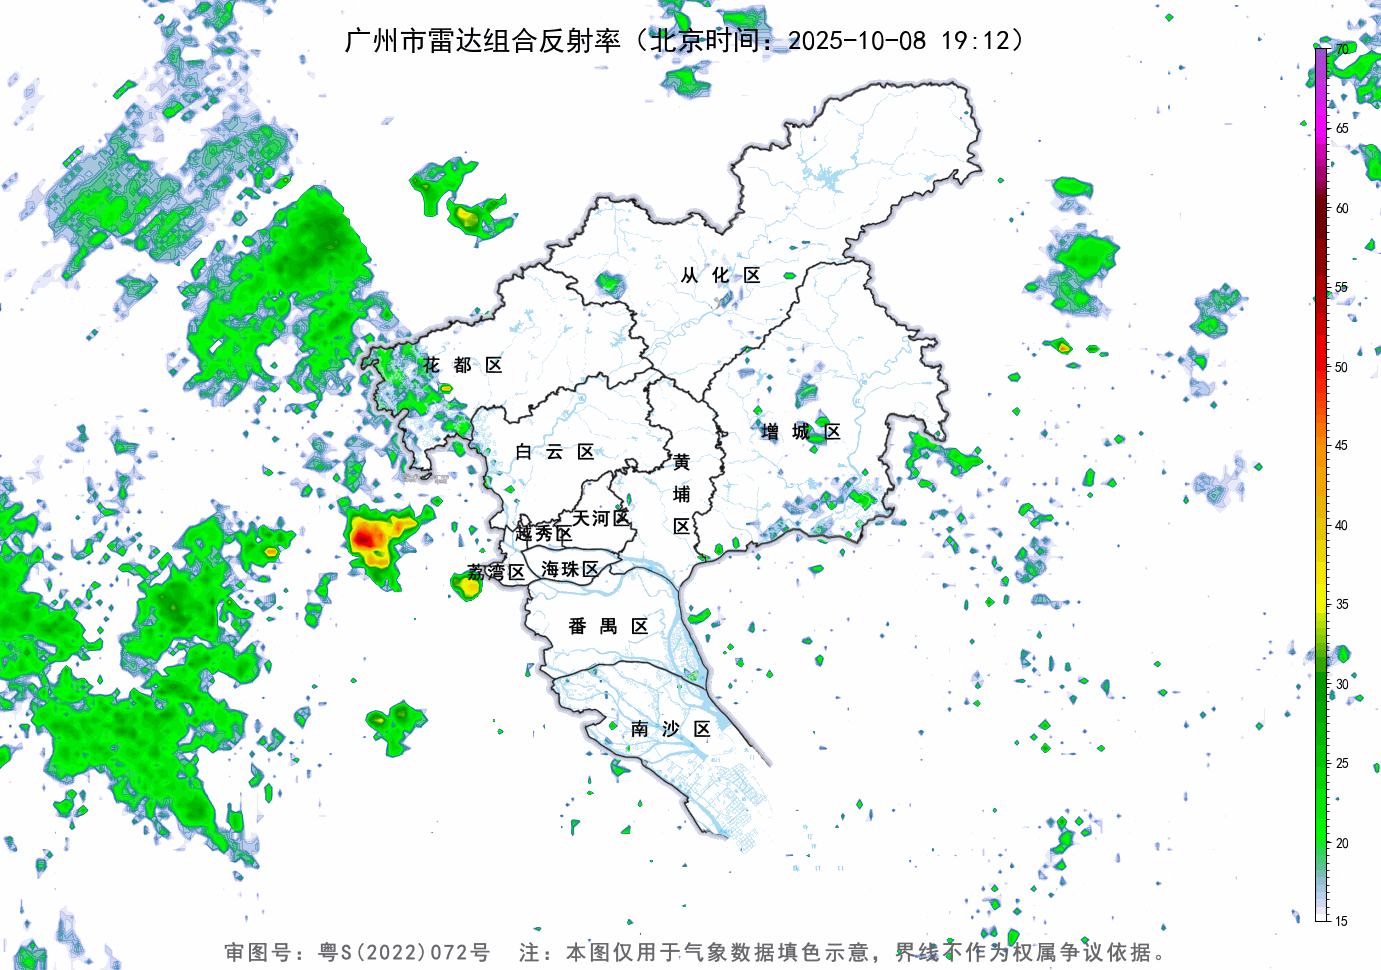 广州市雷达组合反射率（北京时间：2025-10-08 19:12）
70
65
60
55
50
45
40
35
30
25
20
15
从化区
花都区
增城区
白云区
黄埔区
天河区
越秀区
海珠区
荔湾区
番禺区
南沙区
审图号：粤S(2022)072号 注：本图仅用于气象数据填色示意，界线不作为权属争议依据。